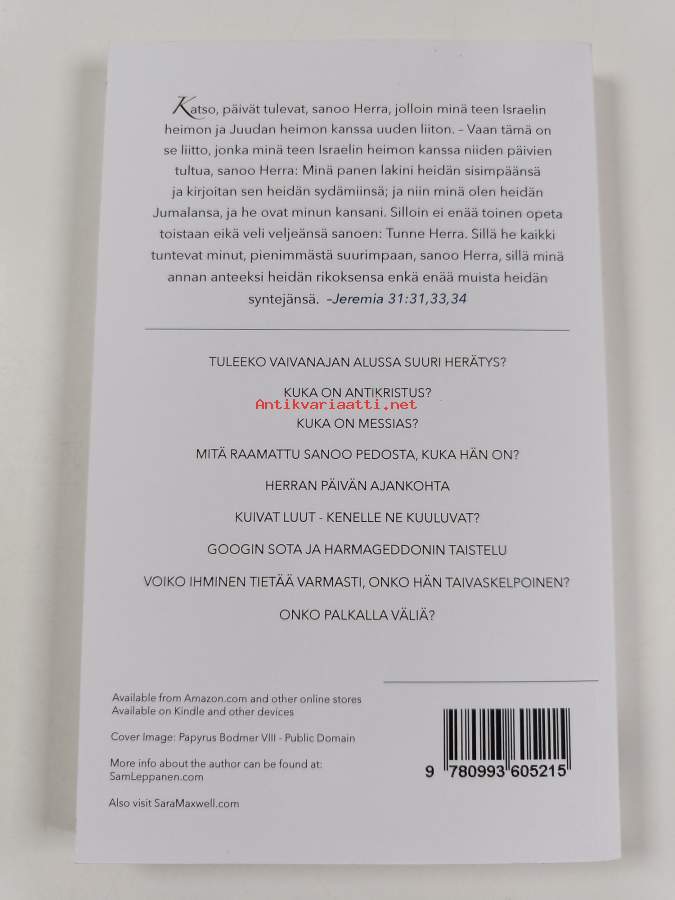 Katso, päivät tulevat, sanoo Herra, jolloin minä teen Israelin
heimon ja Juudan heimon kanssa uuden liiton. – Vaan tämä on
se liitto, jonka minä teen Israelin heimon kanssa niiden päivien
tultua, sanoo Herra: Minä panen lakini heidän sisimpäänsä
ja kirjoitan sen heidän sydämiinsä; ja niin minä olen heidän
Jumalansa, ja he ovat minun kansani. Silloin ei enää toinen opeta
toistaan eikä veli veljeänsä sanoen: Tunne Herra. Sillä he kaikki
tuntevat minut, pienimmästä suurimpaan, sanoo Herra, sillä minä
annan anteeksi heidän rikoksensa enkä enää muista heidän
syntejänsä. –Jeremia 31:31,33,34
TULEEKO VAIVANAJAN ALUSSA SUURI HERÄTYS?
KUKA ON ANTIKRISTUS?
Antikvariaatti.net
KUKA ON MESSIAS?
MITÄ RAAMATTU SANOO PEDOSTA, KUKA HÄN ON?
HERRAN PÄIVÄN AJANKOHTA
KUIVAT LUUT - KENELLE NE KUULUVAT?
GOOGIN SOTA JA HARMAGEDDONIN TAISTELU
VOIKO IHMINEN TIETÄÄ VARMASTI, ONKO HÄN TAIVASKELPOINEN?
ONKO PALKALLA VÄLIÄ?
Available from Amazon.com and other online stores
Available on Kindle and other devices
Cover Image: Papyrus Bodmer VIII - Public Domain
More info about the author can be found at:
SamLeppanen.com
Also visit SaraMaxwell.com
9 780993 605215